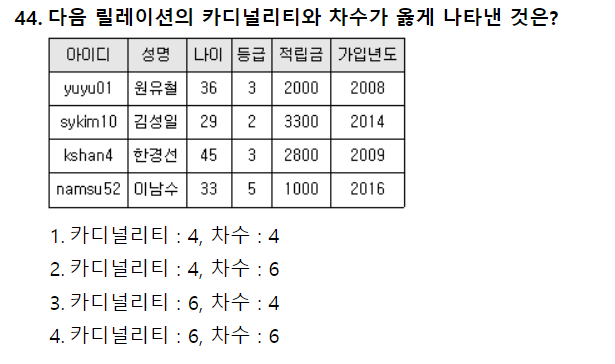 44. 다음 릴레이션의 카디널리티와 차수가 옳게 나타낸 것은?
아이디 성명 나이 등급 적립금 가입년도
yuyu01 원유철 36 3 2000 2008
sykim10 김성일 29 2 3300 2014
kshan4 한경선 45 3 2800 2009
namsu52 이남수 33 5 1000 2016
1. 카디널리티 : 4, 차수 : 4
2. 카디널리티 : 4, 차수 : 6
3. 카디널리티 : 6, 차수 : 4
4. 카디널리티 : 6, 차수 : 6